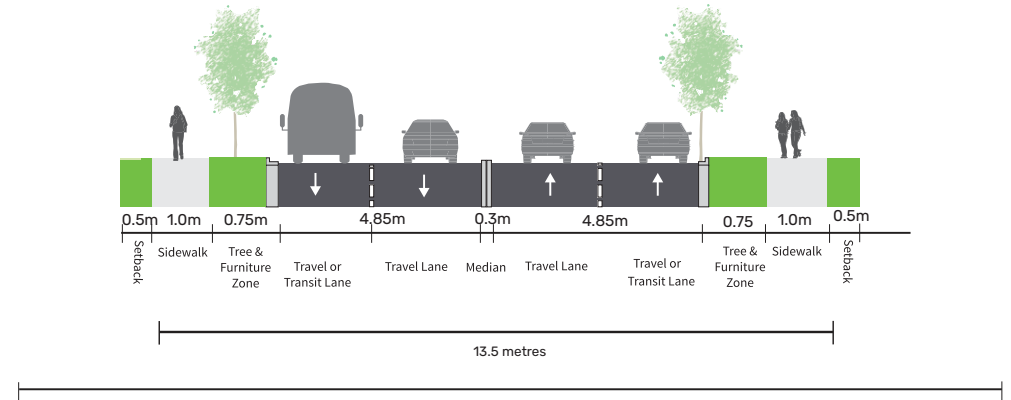 0.5m 1.0m 0.75m 4.85m 0.3m 4.85m 0.75 1.0m 0.5m
Setback
Sidewalk
Tree &
Furniture
Zone
Travel or
Transit Lane
Travel Lane
Median
Travel Lane
Travel or
Transit Lane
Tree &
Furniture
Zone
Sidewalk
Setback
13.5 metres